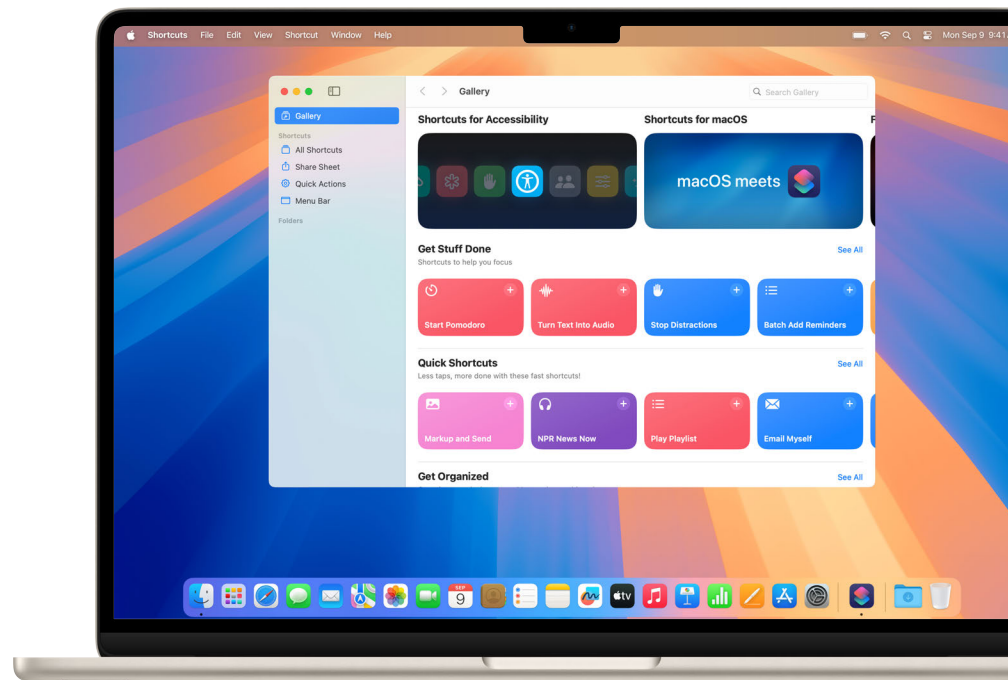 Shortcuts File Edit View Shortcut Window Help
Mon Sep 9 9:41
Gallery
Search Gallery
Gallery
Shortcuts
All Shortcuts
Share Sheet
Quick Actions
Menu Bar
Folders
Shortcuts for Accessibility
Shortcuts for macOS
F
macOS meets
Get Stuff Done
See All
Shortcuts to help you focus
Start Pomodoro
Turn Text Into Audio
Stop Distractions
Batch Add Reminders
Quick Shortcuts
See All
Less taps, more done with these fast shortcuts!
Markup and Send
NPR News Now
Play Playlist
Email Myself
Get Organized
See All
SEP
9
tv